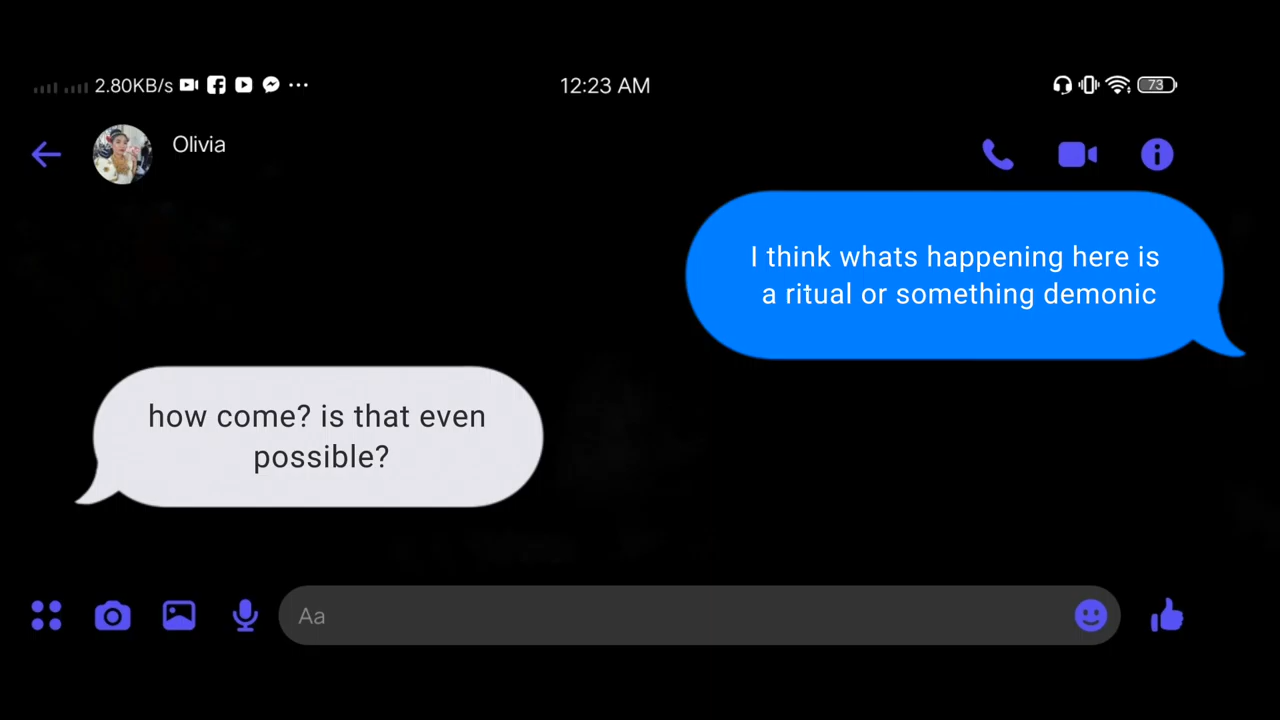 2.80KB/s
12:23 AM
73
Olivia
I think whats happening here is
a ritual or something demonic
how come? is that even
possible?
Aa